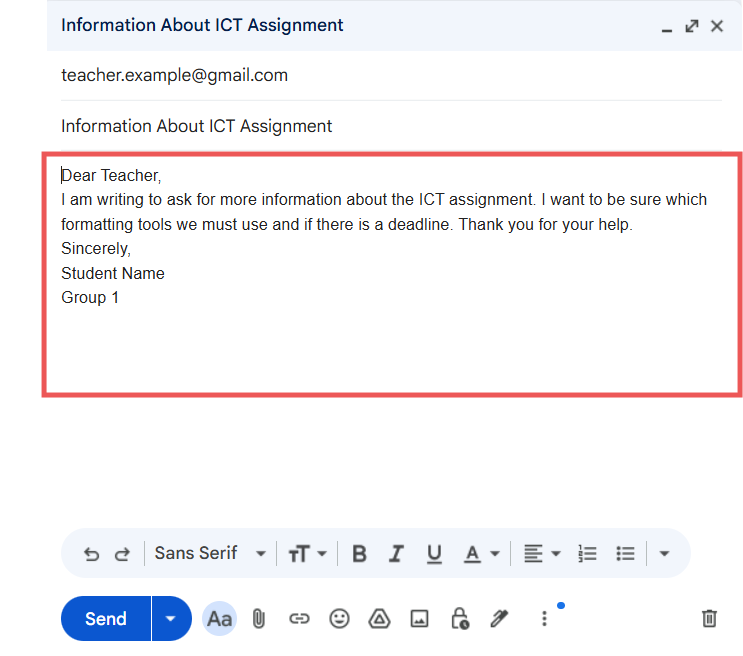 Information About ICT Assignment
teacher.example@gmail.com
Information About ICT Assignment
Dear Teacher,
I am writing to ask for more information about the ICT assignment. I want to be sure which
formatting tools we must use and if there is a deadline. Thank you for your help.
Sincerely,
Student Name
Group 1
Sans Serif
Send Aa